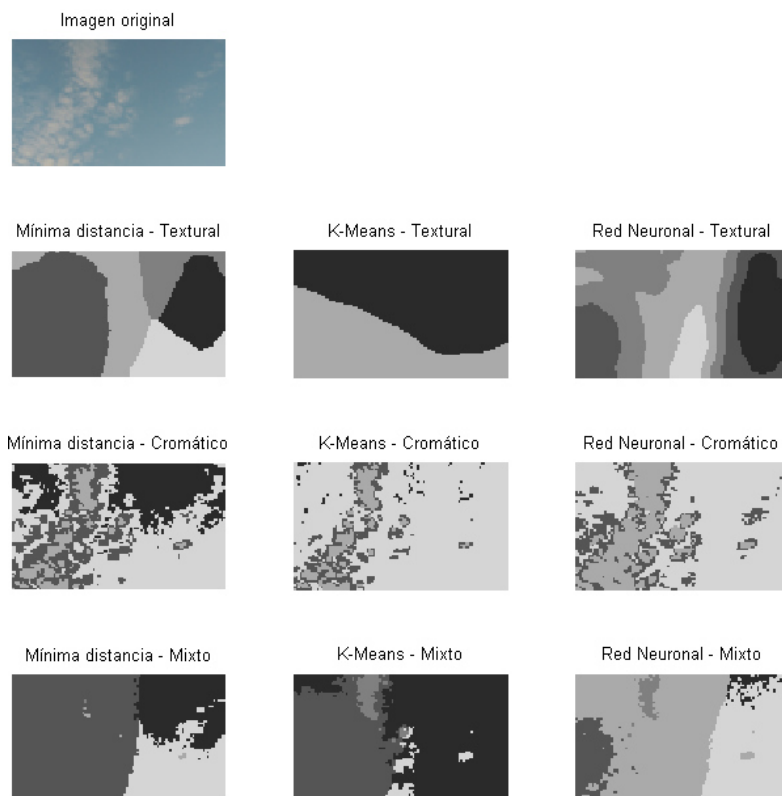 Imagen original
Mínima distancia - Textural
K-Means - Textural
Red Neuronal - Textural
Mínima distancia - Cromático
K-Means - Cromático
Red Neuronal - Cromático
Mínima distancia - Mixto
K-Means - Mixto
Red Neuronal - Mixto